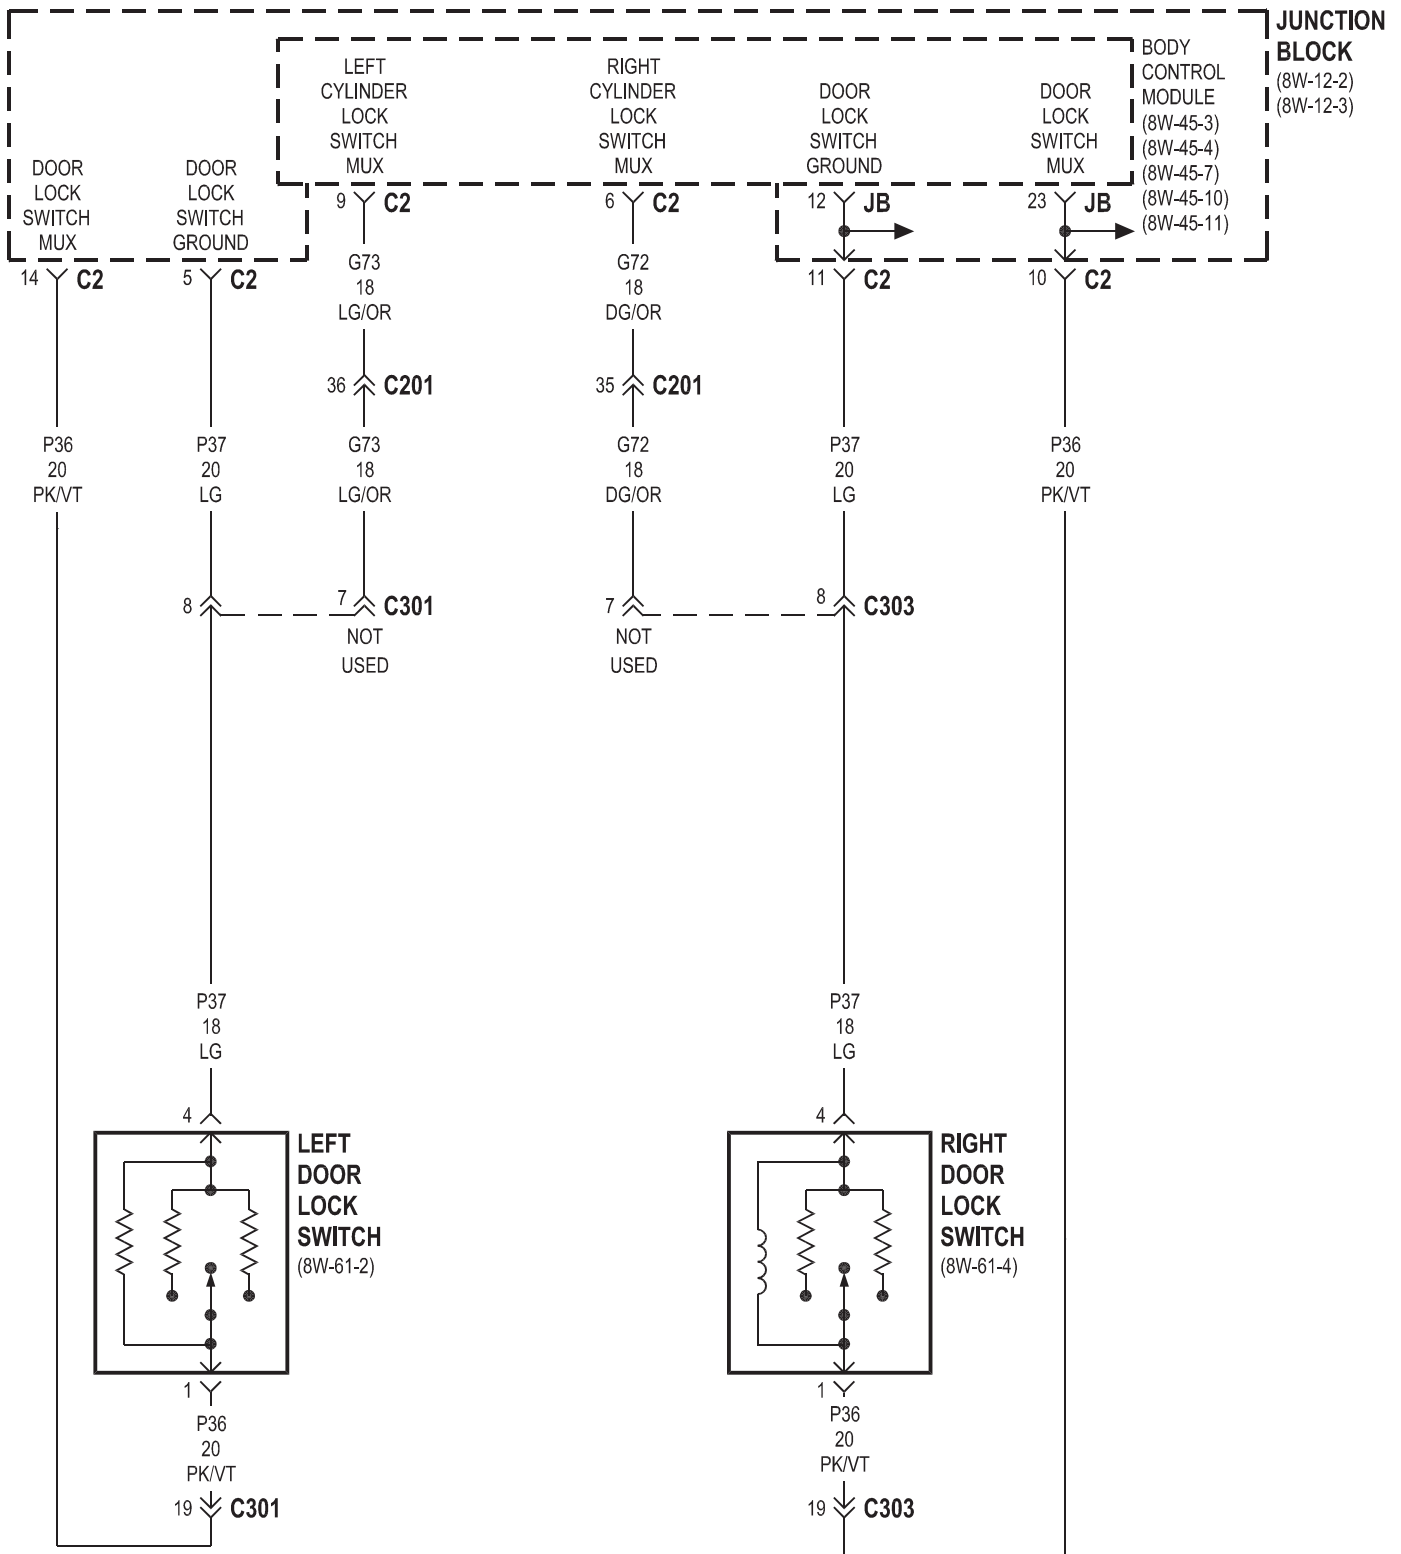 JUNCTION
BLOCK
(8W-12-2)
(8W-12-3)
BODY
CONTROL
MODULE
(8W-45-3)
(8W-45-4)
(8W-45-7)
(8W-45-10)
(8W-45-11)
LEFT
CYLINDER
LOCK
SWITCH
MUX
RIGHT
CYLINDER
LOCK
SWITCH
MUX
DOOR
LOCK
SWITCH
GROUND
DOOR
LOCK
SWITCH
MUX
DOOR
LOCK
SWITCH
MUX
DOOR
LOCK
SWITCH
GROUND
9 C2
6 C2
12 JB
23 JB
14 C2
5 C2
G73
18
LG/OR
G72
18
DG/OR
11 C2
10 C2
36 C201
35 C201
P36
20
PK/VT
P37
20
LG
G73
18
LG/OR
G72
18
DG/OR
P37
20
LG
P36
20
PK/VT
8
7 C301
NOT
USED
7
NOT
USED
8 C303
P37
18
LG
P37
18
LG
4
LEFT
DOOR
LOCK
SWITCH
(8W-61-2)
4
RIGHT
DOOR
LOCK
SWITCH
(8W-61-4)
1
P36
20
PK/VT
19 C301
1
P36
20
PK/VT
19 C303